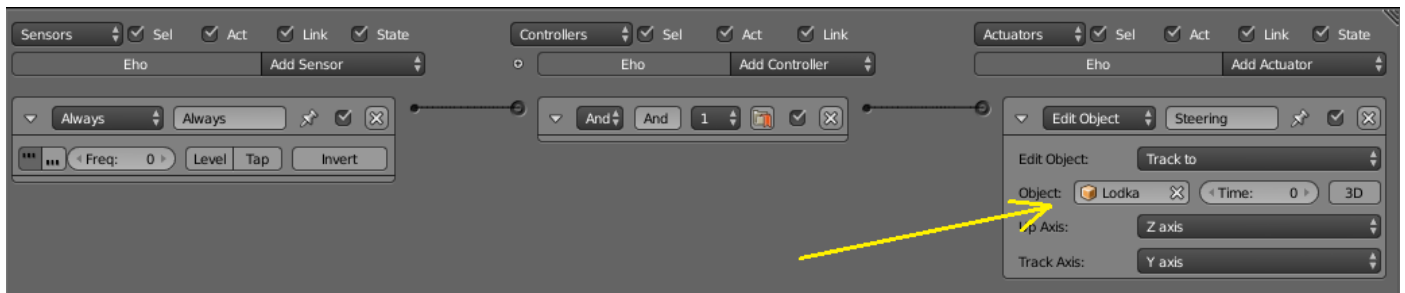 Sensors Sel Act Link State Controllers Sel Act Link Actuators Sel Act Link State
Eho Add Sensor Eho Add Controller Eho Add Actuator
Always Always And And 1 Edit Object Steering
Freq: 0 Level Tap Invert Edit Object: Track to
Object: Lodka Time: 0 3D
Up Axis: Z axis
Track Axis: Y axis